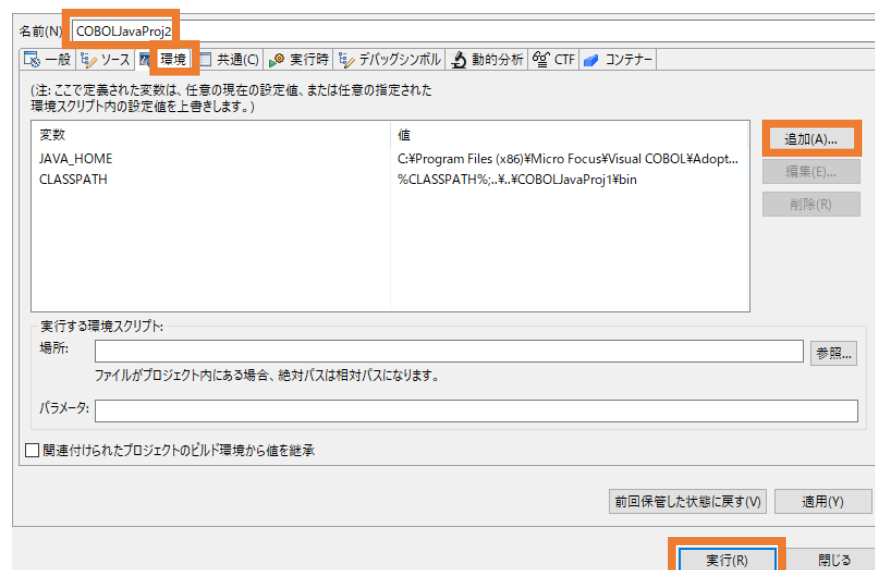 名前(N) COBOLJavaProj2
一般 ソース 環境 共通(C) 実行時 デバッグシンボル 動的分析 CTF コンテナー
(注: ここで定義された変数は、任意の現在の設定値、または任意の指定された
環境スクリプト内の設定値を上書きします。)
変数 値 追加(A)...
JAVA_HOME C:¥Program Files (x86)¥Micro Focus¥Visual COBOL¥Adopt...
編集(E)...
CLASSPATH %CLASSPATH%;..¥..¥COBOLJavaProj1¥bin
削除(R)
実行する環境スクリプト:
場所: 参照...
ファイルがプロジェクト内にある場合、絶対パスは相対パスになります。
パラメータ:
関連付けられたプロジェクトのビルド環境から値を継承
前回保管した状態に戻す(V) 適用(Y)
実行(R) 閉じる